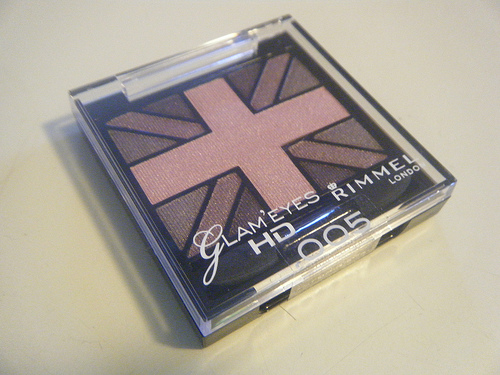 GLAM'EYES
HD
RIMMEL
LONDON
005